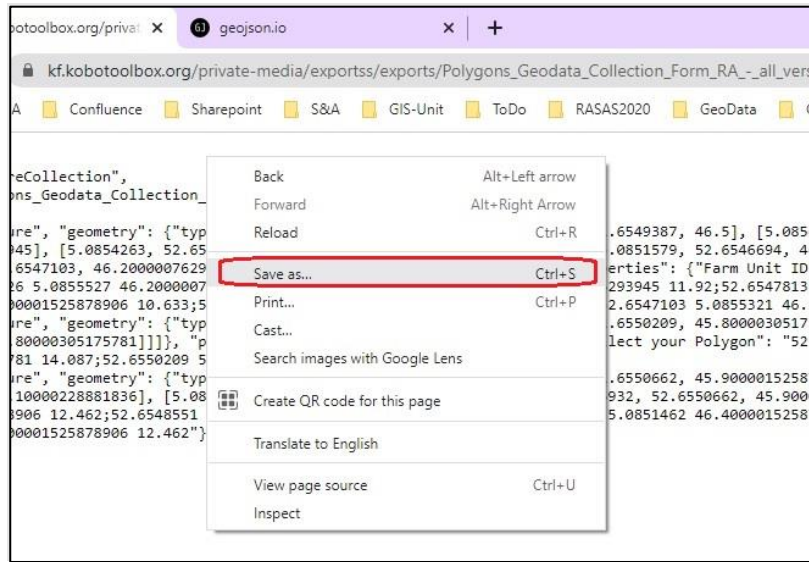 botoolbox.org/privat geojson.io
kf.kobotoolbox.org/private-media/exportss/exports/Polygons_Geodata_Collection_Form_RA_-_all_vers
A Confluence Sharepoint S&A GIS-Unit ToDo RASAS2020 GeoData
eCollection",
ons_Geodata_Collection_
Back Alt+Left arrow
Forward Alt+Right Arrow
ure", "geometry": {"typ Reload Ctrl+R .6549387, 46.5], [5.085
945], [5.0854263, 52.65 .0851579, 52.6546694, 4
.6547103, 46.2000007629 Save as... Ctrl+S erties": {"Farm Unit ID
26 5.0855527 46.2000007 293945 11.92;52.6547813
00001525878906 10.633;5 Print... Ctrl+P 2.6547103 5.0855321 46.
ure", "geometry": {"typ Cast... .6550209, 45.8000030517
.80000305175781]]]}, "p lect your Polygon": "52
781 14.087;52.6550209 5 Search images with Google Lens
ure", "geometry": {"typ .6550662, 45.9000015258
.10000228881836], [5.08 Create QR code for this page 932, 52.6550662, 45.900
8906 12.462;52.6548551 5.0851462 46.4000015258
00001525878906 12.462"}
Translate to English
View page source Ctrl+U
Inspect